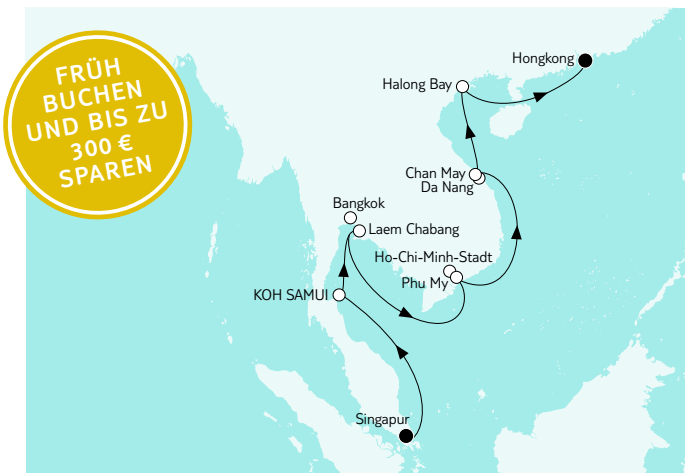 FRÜH
BUCHEN
UND BIS ZU
300 €
SPAREN
Hongkong
Halong Bay
Chan May
Da Nang
Bangkok
Laem Chabang
Ho-Chi-Minh-Stadt
Phu My
KOH SAMUI
Singapur